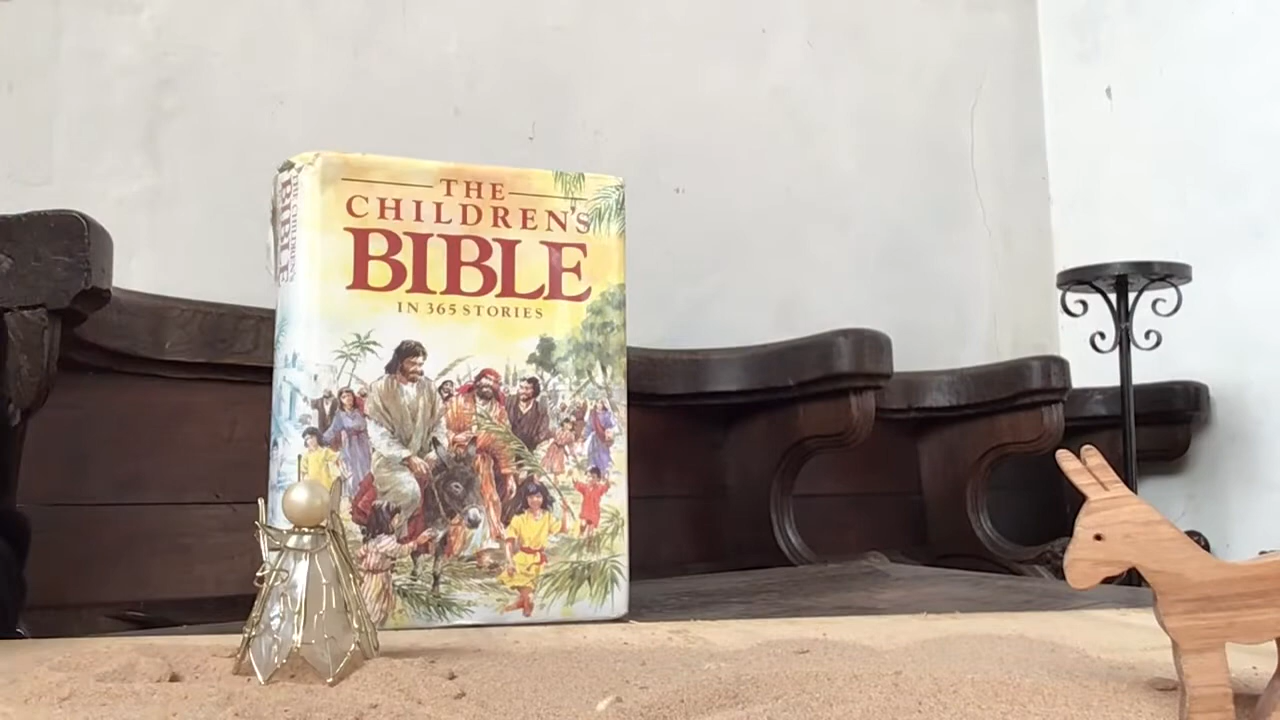 THE
CHILDREN'S
BIBLE
IN 365 STORIES
THE CHILDREN'S
BIBLE